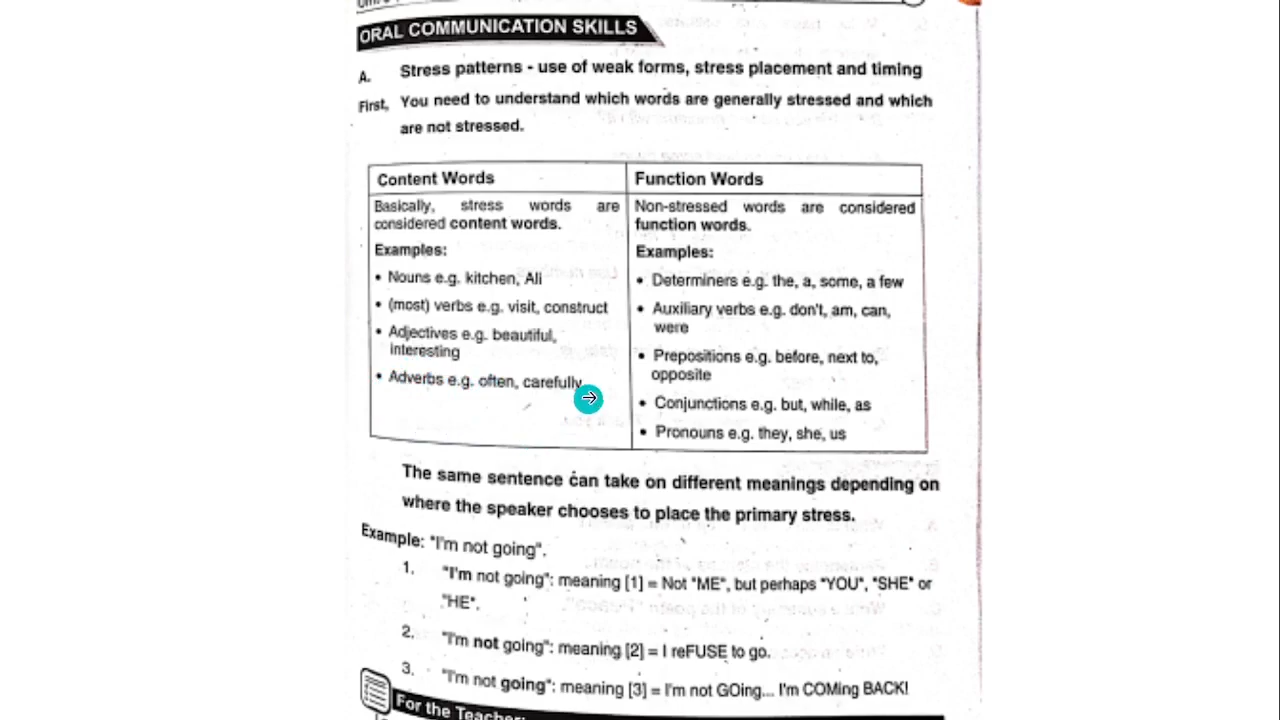 ORAL COMMUNICATION SKILLS
A. Stress patterns - use of weak forms, stress placement and timing
First, You need to understand which words are generally stressed and which
are not stressed.
Content Words
Basically, stress words are
considered content words.
Examples:
• Nouns e.g. kitchen, Ali
• (most) verbs e.g. visit, construct
• Adjectives e.g. beautiful,
interesting
• Adverbs e.g. often, carefully
Function Words
Non-stressed words are considered
function words.
Examples:
• Determiners e.g. the, a, some, a few
• Auxiliary verbs e.g. don't, am, can,
were
• Prepositions e.g. before, next to,
opposite
• Conjunctions e.g. but, while, as
• Pronouns e.g. they, she, us
The same sentence can take on different meanings depending on
where the speaker chooses to place the primary stress.
Example: "I'm not going".
1. "I'm not going": meaning [1] = Not "ME", but perhaps "YOU", "SHE" or
"HE".
2. "I'm not going": meaning [2] = I reFUSE to go.
3. "I'm not going": meaning [3] = I'm not GOing... I'm COMing BACK!
For the Teacher: